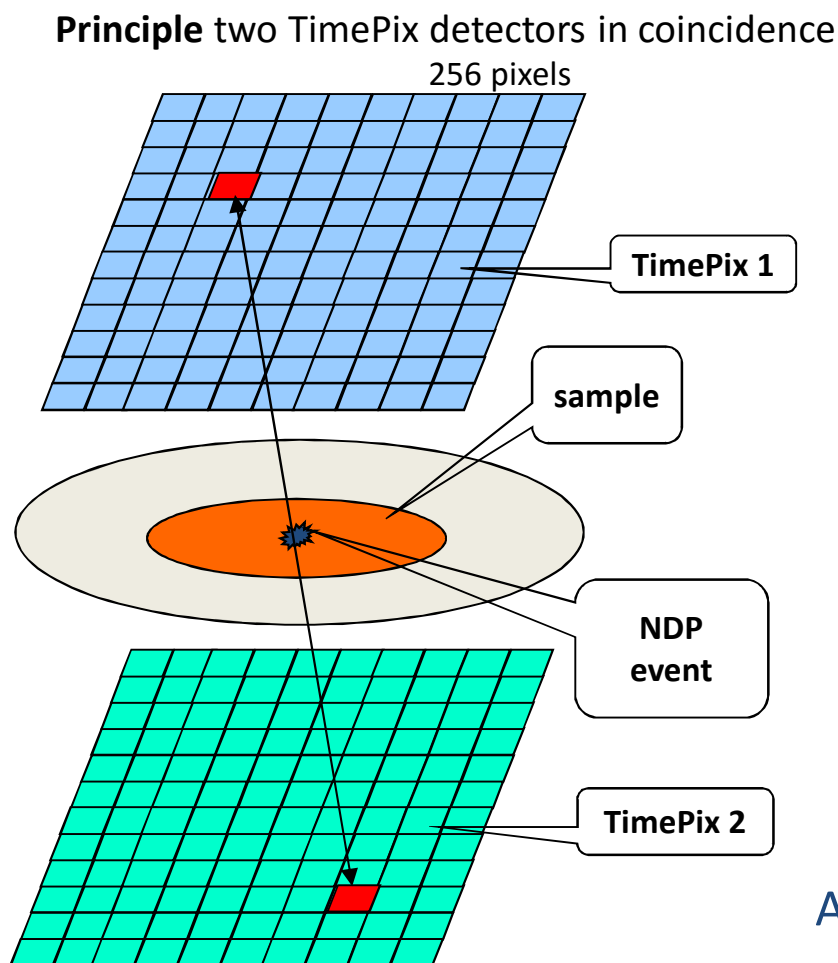 Principle two TimePix detectors in coincidence
256 pixels
TimePix 1
sample
NDP
event
TimePix 2
A